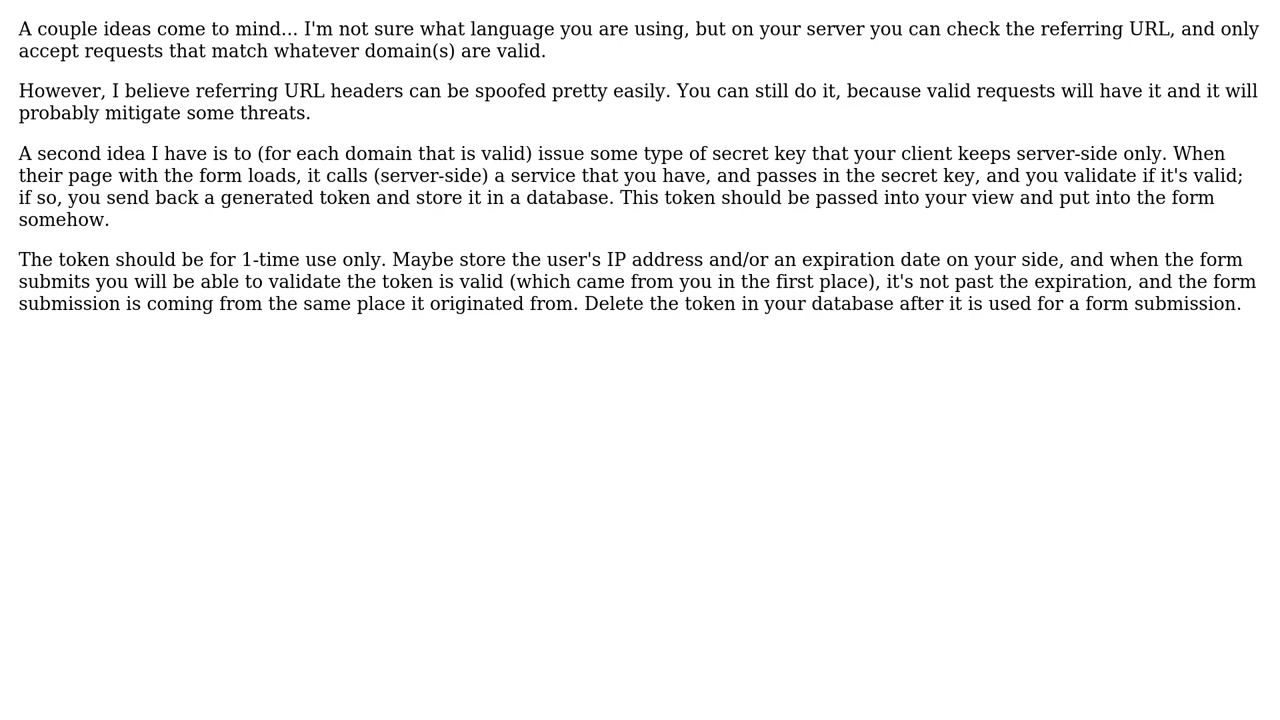 A couple ideas come to mind... I'm not sure what language you are using, but on your server you can check the referring URL, and only
accept requests that match whatever domain(s) are valid.
However, I believe referring URL headers can be spoofed pretty easily. You can still do it, because valid requests will have it and it will
probably mitigate some threats.
A second idea I have is to (for each domain that is valid) issue some type of secret key that your client keeps server-side only. When
their page with the form loads, it calls (server-side) a service that you have, and passes in the secret key, and you validate if it's valid;
if so, you send back a generated token and store it in a database. This token should be passed into your view and put into the form
somehow.
The token should be for 1-time use only. Maybe store the user's IP address and/or an expiration date on your side, and when the form
submits you will be able to validate the token is valid (which came from you in the first place), it's not past the expiration, and the form
submission is coming from the same place it originated from. Delete the token in your database after it is used for a form submission.